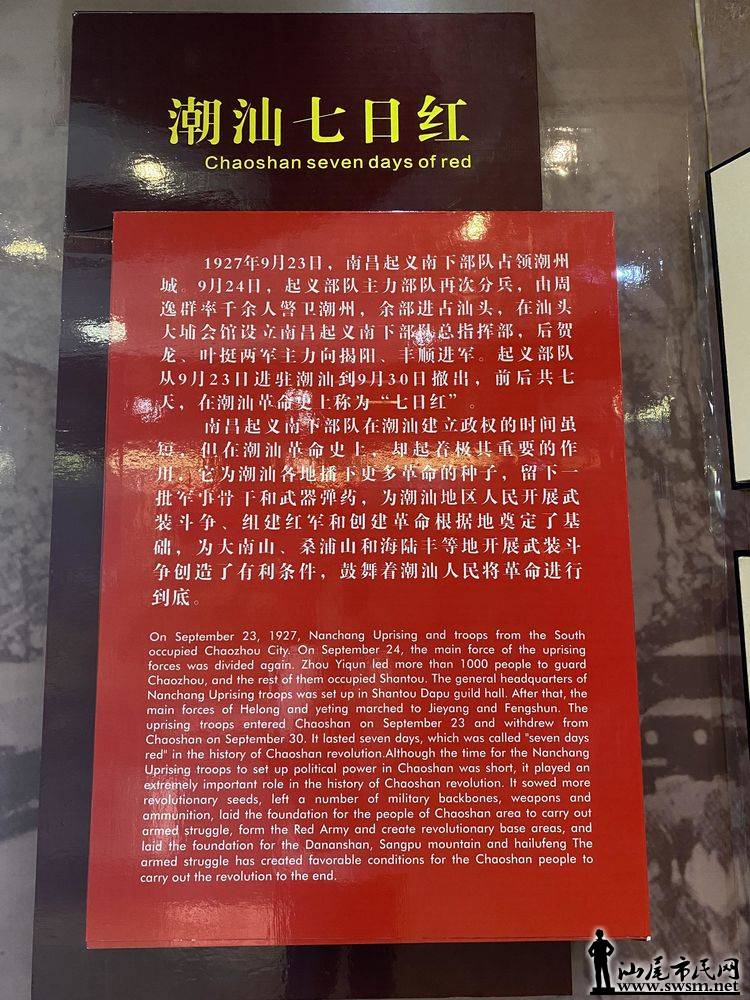 潮汕七日红
Chaoshan seven days of red
1927年9月23日，南昌起义南下部队占领潮州
城。9月24日，起义部队主力部队再次分兵，由周
逸群率千余人警卫潮州，余部进占汕头，在汕头
大埔会馆设立南昌起义南下部队总指挥部，后贺
龙、叶挺两军主力向揭阳、丰顺进军。起义部队
从9月23日进驻潮汕到9月30日撤出，前后共七
天，在潮汕革命史上称为“七日红”。
南昌起义南下部队在潮汕建立政权的时间虽
短，但在潮汕革命史上，却起着极其重要的作
用，它为潮汕各地播下更多革命的种子，留下一
批军事骨干和武器弹药，为潮汕地区人民开展武
装斗争、组建红军和创建革命根据地奠定了基
础，为大南山、桑浦山和海陆丰等地开展武装斗
争创造了有利条件，鼓舞着潮汕人民将革命进行
到底。
On September 23, 1927, Nanchang Uprising and troops from the South
occupied Chaozhou City. On September 24, the main force of the uprising
forces was divided again. Zhou Yiqun led more than 1000 people to guard
Chaozhou, and the rest of them occupied Shantou. The general headquarters of
Nanchang Uprising troops was set up in Shantou Dapu guild hall. After that, the
main forces of Helong and yeting marched to Jieyang and Fengshun. The
uprising troops entered Chaoshan on September 23 and withdrew from
Chaoshan on September 30. It lasted seven days, which was called "seven days
red" in the history of Chaoshan revolution.Although the time for the Nanchang
Uprising troops to set up political power in Chaoshan was short, it played an
extremely important role in the history of Chaoshan revolution. It sowed more
revolutionary seeds, left a number of military backbones, weapons and
ammunition, laid the foundation for the people of Chaoshan area to carry out
armed struggle, form the Red Army and create revolutionary base areas, and
laid the foundation for the Dananshan, Sangpu mountain and hailufeng The
armed struggle has created favorable conditions for the Chaoshan people to
carry out the revolution to the end.
汕尾市民网
www.swsm.net